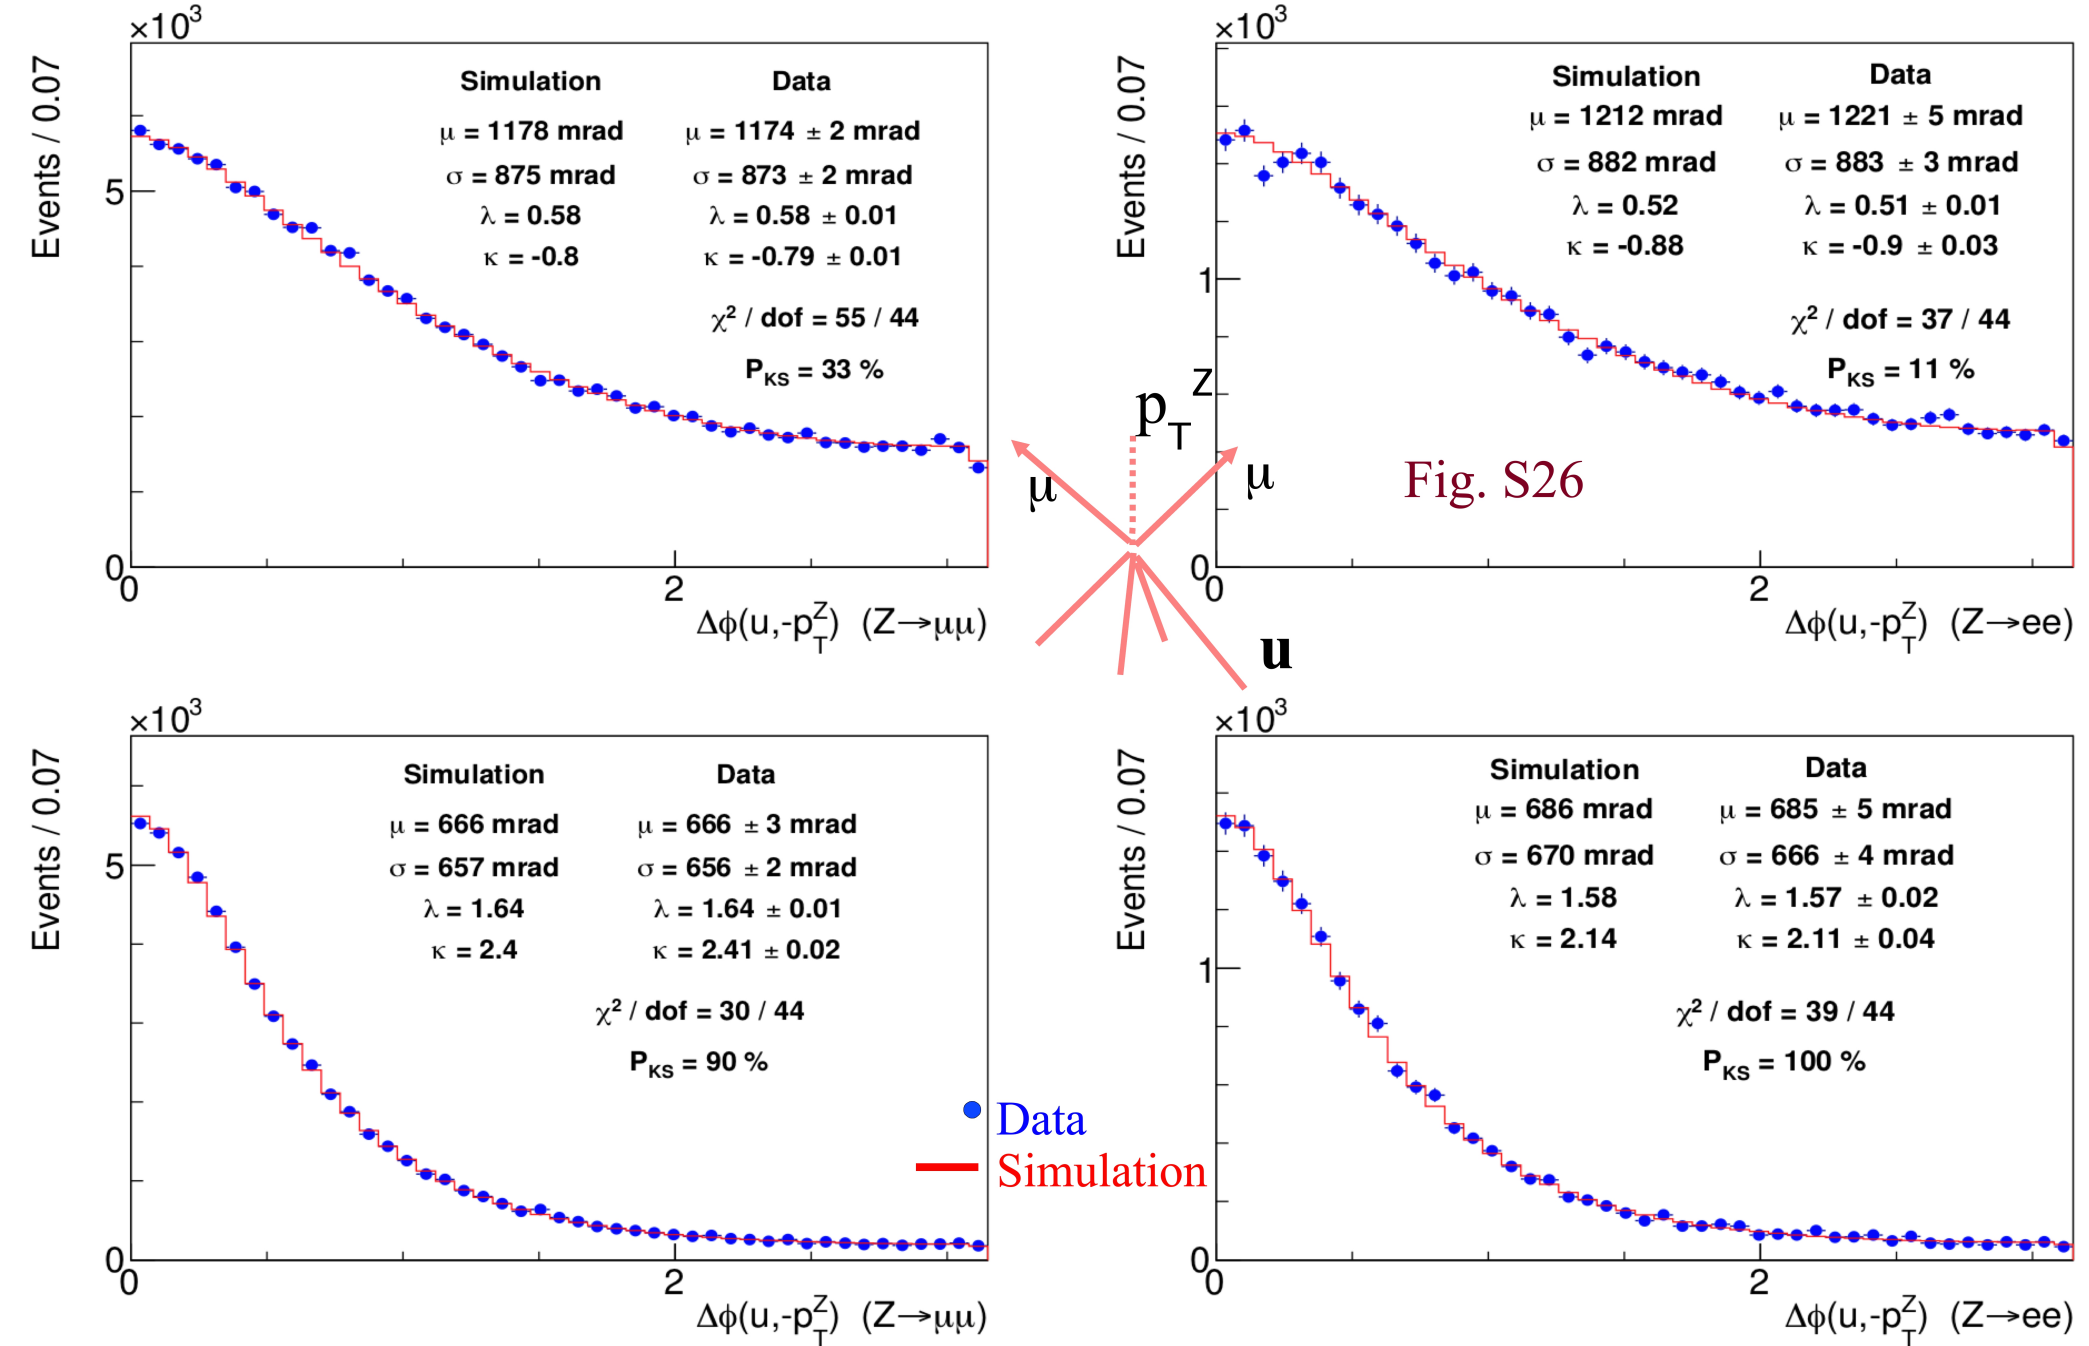 ×10³
Events / 0.07
Simulation Data
μ = 1178 mrad μ = 1174 ± 2 mrad
σ = 875 mrad σ = 873 ± 2 mrad
λ = 0.58 λ = 0.58 ± 0.01
κ = -0.8 κ = -0.79 ± 0.01
χ² / dof = 55 / 44
P_KS = 33 %
5
0
0 2
Δϕ(u,-p_T^Z) (Z→μμ)
×10³
Events / 0.07
Simulation Data
μ = 1212 mrad μ = 1221 ± 5 mrad
σ = 882 mrad σ = 883 ± 3 mrad
λ = 0.52 λ = 0.51 ± 0.01
κ = -0.88 κ = -0.9 ± 0.03
χ² / dof = 37 / 44
P_KS = 11 %
1
0
0 2
Δϕ(u,-p_T^Z) (Z→ee)
p_T^Z
μ μ
u
Fig. S26
×10³
Events / 0.07
Simulation Data
μ = 666 mrad μ = 666 ± 3 mrad
σ = 657 mrad σ = 656 ± 2 mrad
λ = 1.64 λ = 1.64 ± 0.01
κ = 2.4 κ = 2.41 ± 0.02
χ² / dof = 30 / 44
P_KS = 90 %
5
0
0 2
Δϕ(u,-p_T^Z) (Z→μμ)
Data
Simulation
×10³
Events / 0.07
Simulation Data
μ = 686 mrad μ = 685 ± 5 mrad
σ = 670 mrad σ = 666 ± 4 mrad
λ = 1.58 λ = 1.57 ± 0.02
κ = 2.14 κ = 2.11 ± 0.04
χ² / dof = 39 / 44
P_KS = 100 %
1
0
0 2
Δϕ(u,-p_T^Z) (Z→ee)